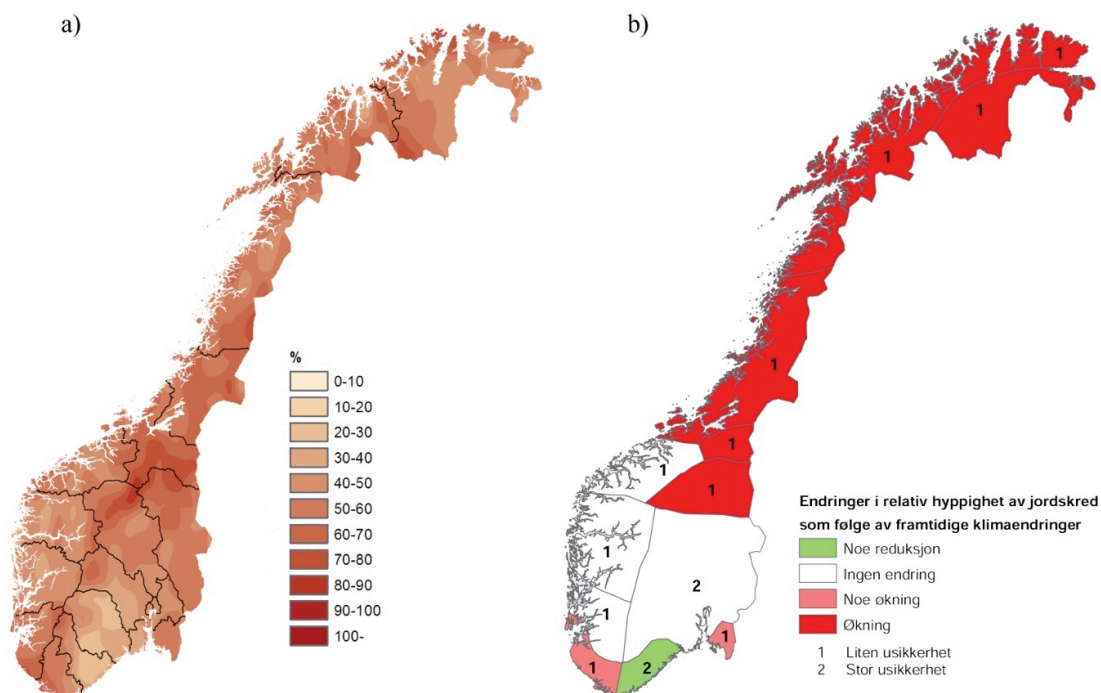 a)
%
0-10
10-20
20-30
30-40
40-50
50-60
60-70
70-80
80-90
90-100
100-
b)
1
1
1
1
1
1
1
1
1
2
1
1
2
Endringer i relativ hyppighet av jordskred
som følge av framtidige klimaendringer
Noe reduksjon
Ingen endring
Noe økning
Økning
1 Liten usikkerhet
2 Stor usikkerhet